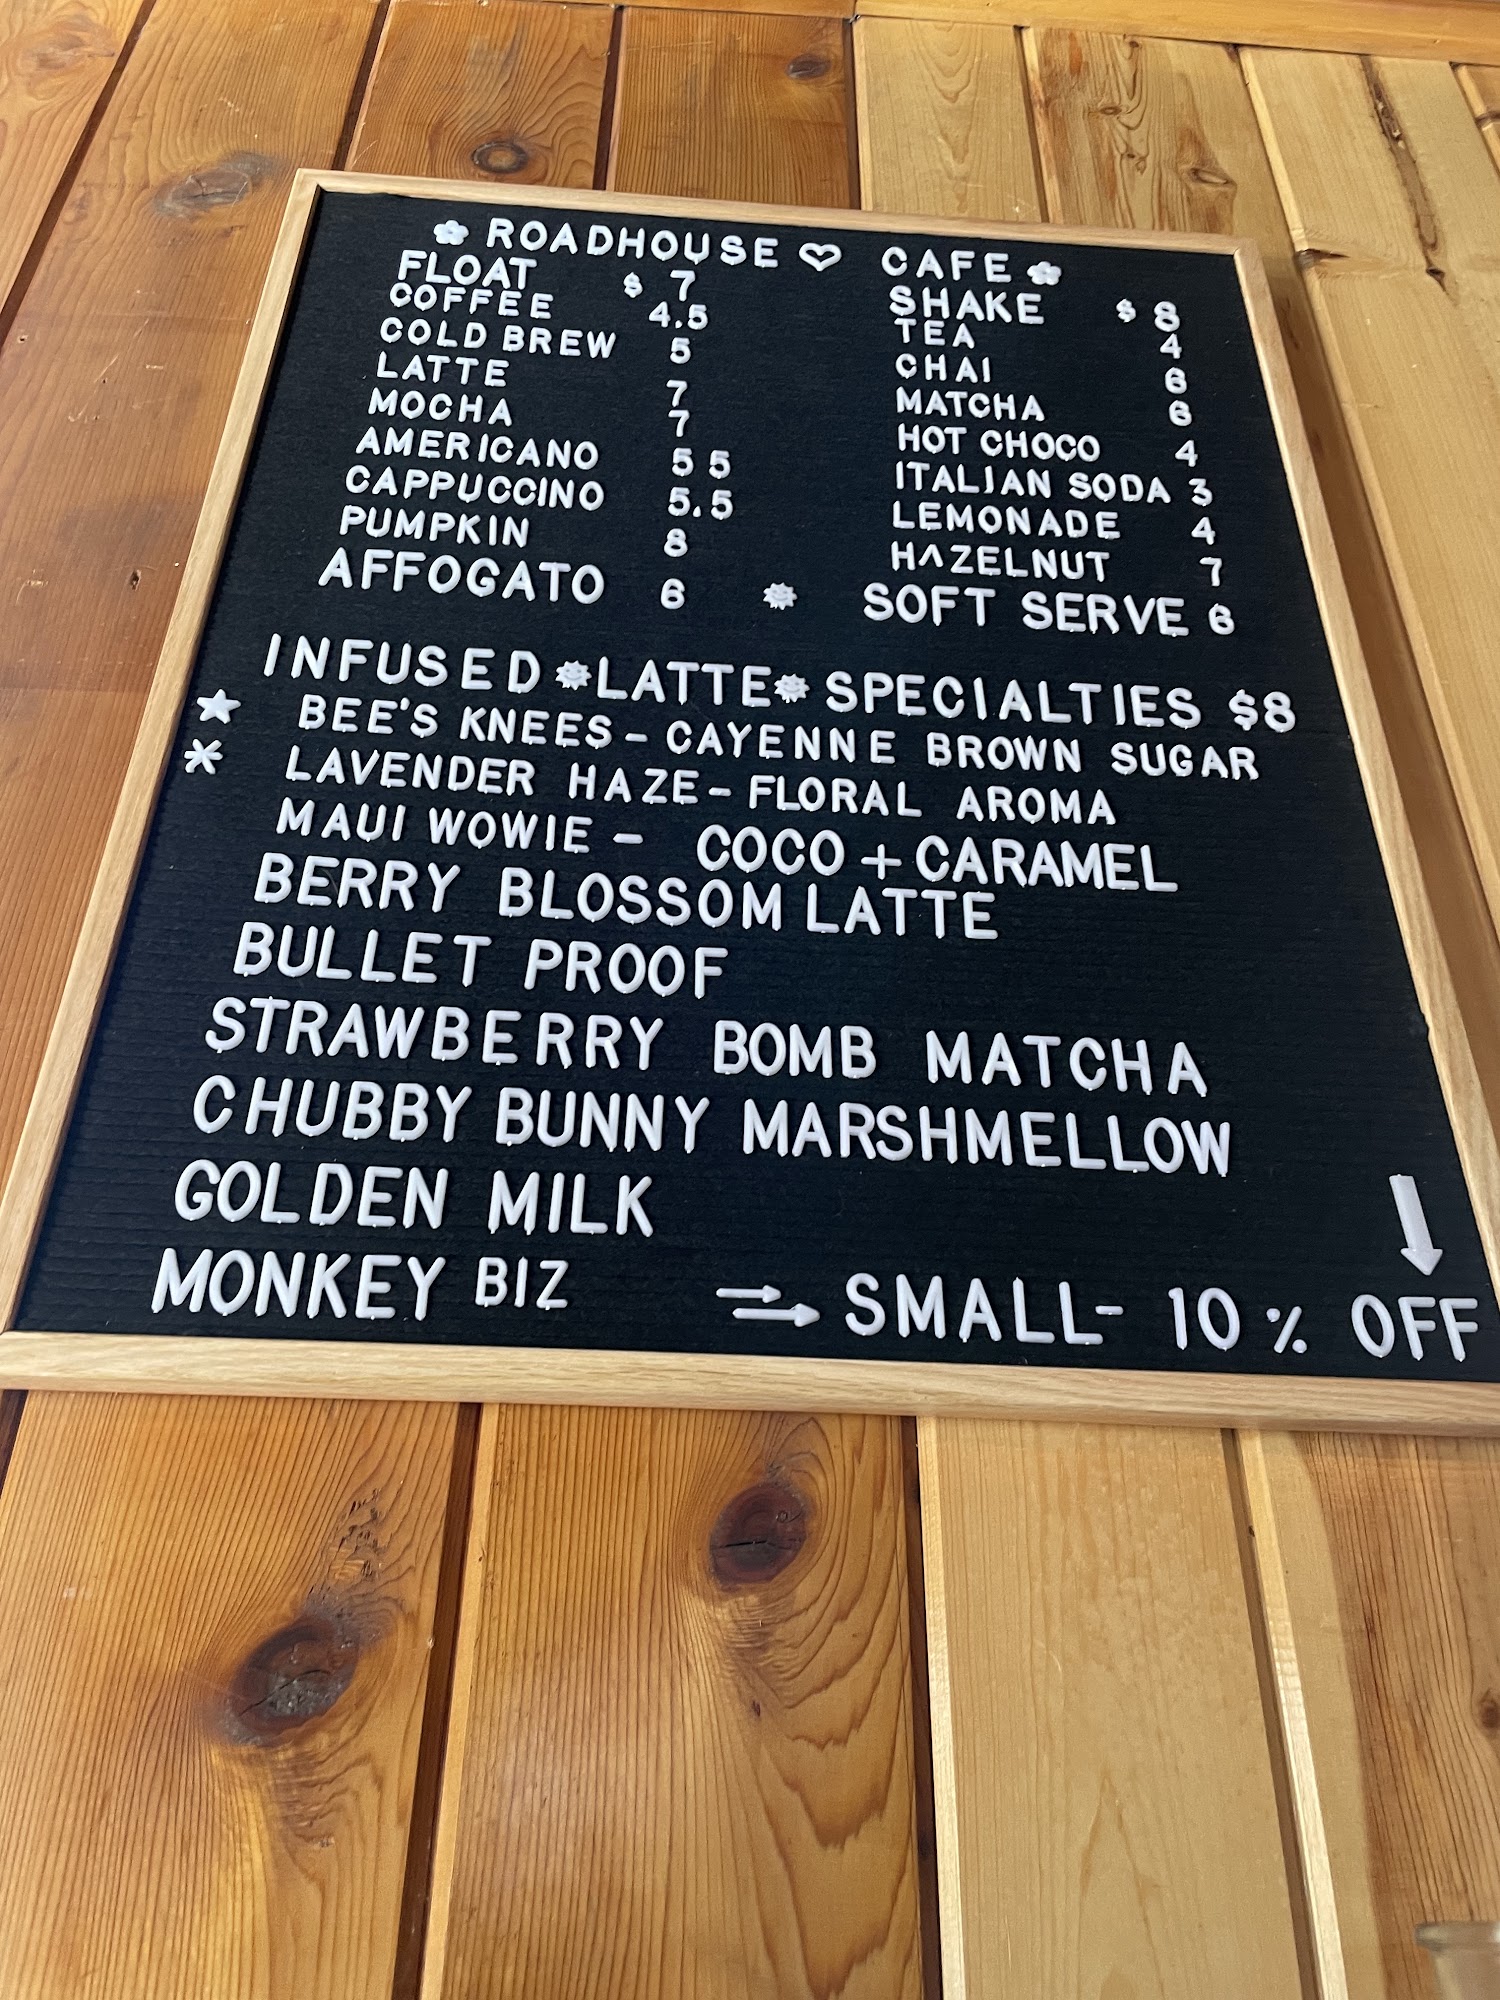 ROADHOUSE CAFE
FLOAT $ 7
COFFEE 4.5
COLD BREW 5
LATTE 7
MOCHA 7
AMERICANO 5 5
CAPPUCCINO 5.5
PUMPKIN 8
AFFOGATO 6
SHAKE $ 8
TEA 4
CHAI 6
MATCHA 6
HOT CHOCO 4
ITALIAN SODA 3
LEMONADE 4
HAZELNUT 7
SOFT SERVE 6
INFUSED LATTE SPECIALTIES $8
BEE'S KNEES - CAYENNE BROWN SUGAR
LAVENDER HAZE - FLORAL AROMA
MAUI WOWIE - COCO + CARAMEL
BERRY BLOSSOM LATTE
BULLET PROOF
STRAWBERRY BOMB MATCHA
CHUBBY BUNNY MARSHMELLOW
GOLDEN MILK
MONKEY BIZ
SMALL- 10 % OFF